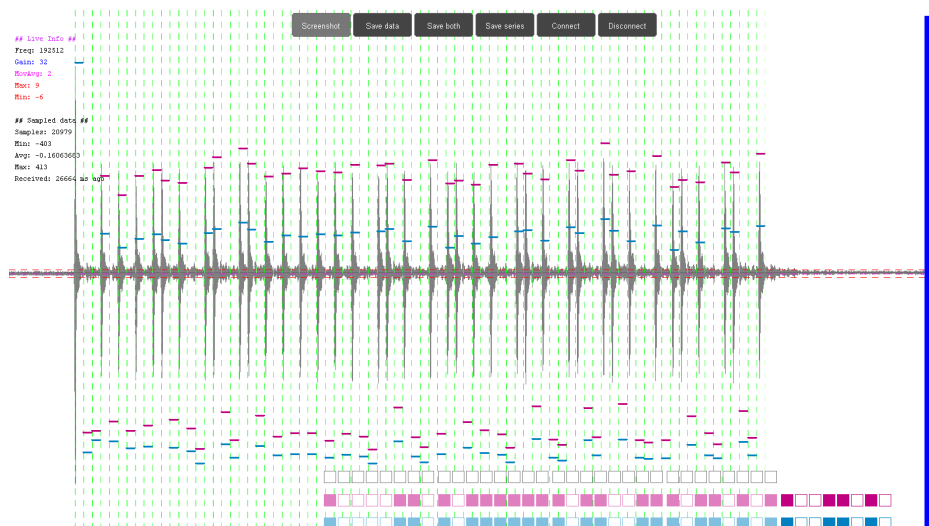 Screenshot Save data Save both Save series Connect Disconnect
## Live Info ##
Freq: 192512
Gain: 32
MovAvg: 2
Max: 9
Min: -6
## Sampled data ##
Samples: 20979
Min: -403
Avg: -0.16063683
Max: 413
Received: 26664 ms ago